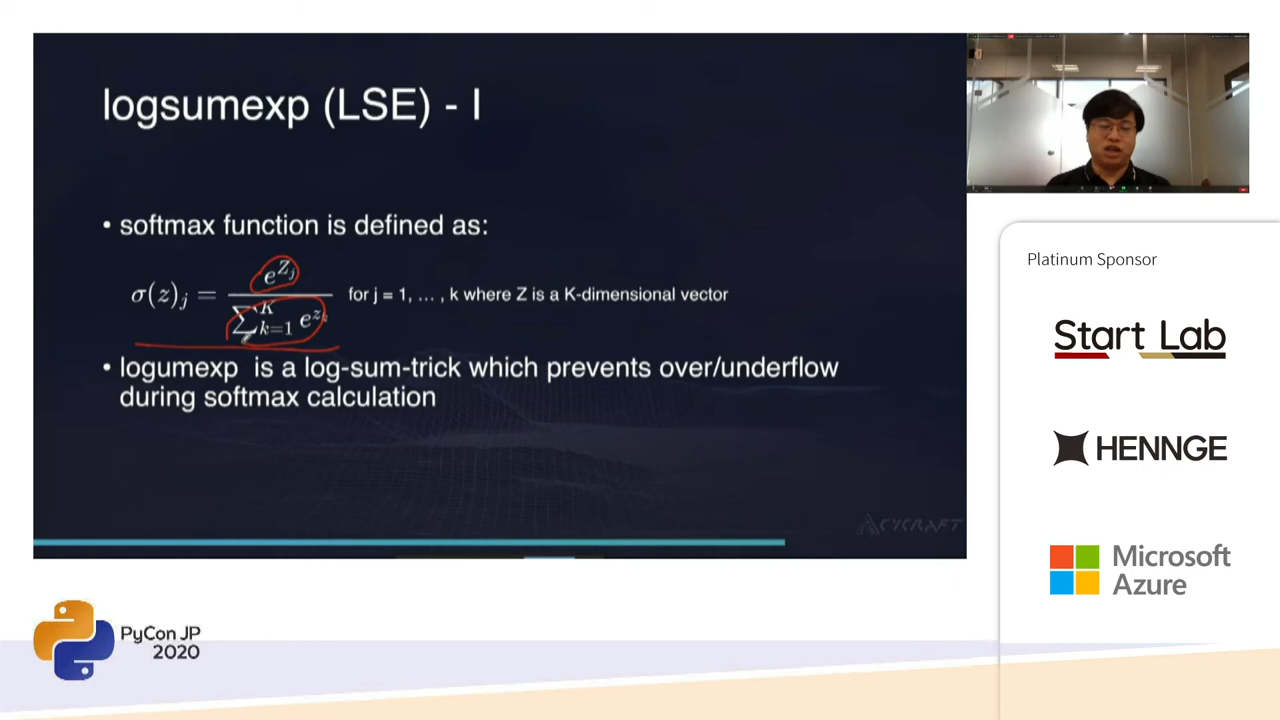 logsumexp (LSE) - I
• softmax function is defined as:
σ(z)_j = e^{Z_j} / ∑_{k=1}^{K} e^{z_k} for j = 1, … , k where Z is a K-dimensional vector
• logumexp is a log-sum-trick which prevents over/underflow
during softmax calculation
CYCRAFT
Platinum Sponsor
Start Lab
HENNGE
Microsoft
Azure
PyCon JP
2020